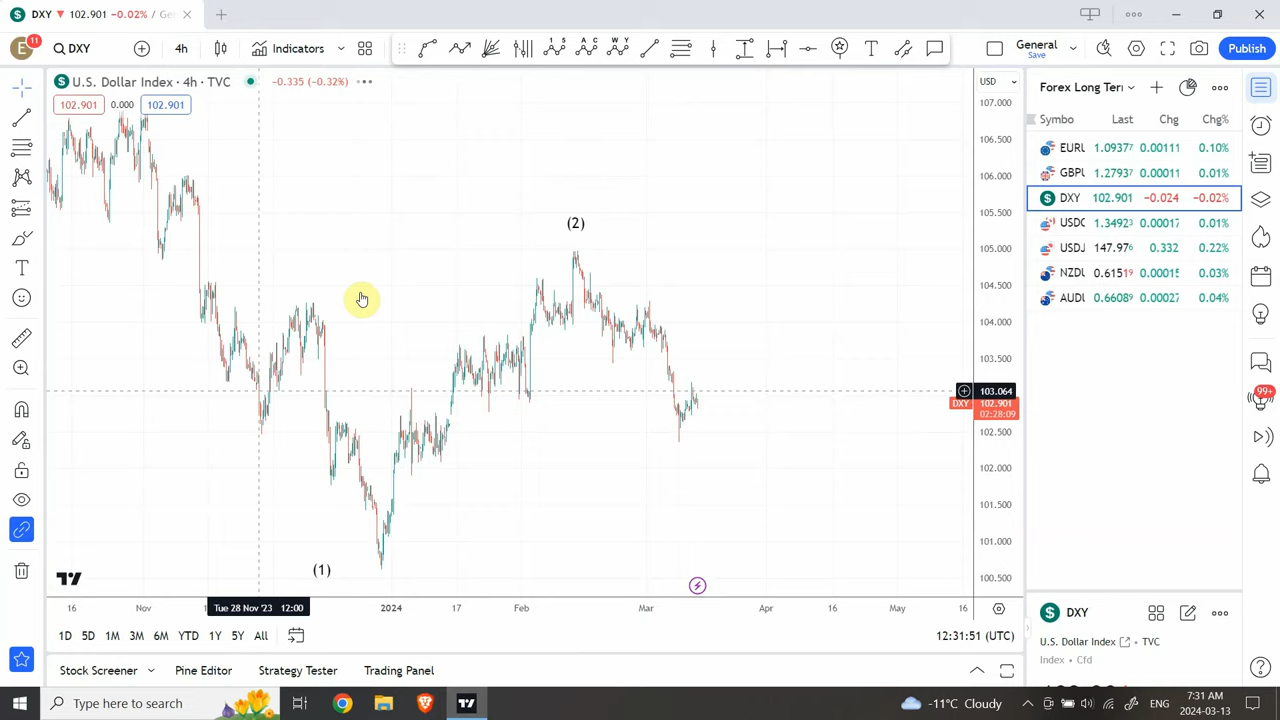 DXY ▼ 102.901 −0.02% / Ge
E 11 DXY 4h Indicators General Save Publish
U.S. Dollar Index · 4h · TVC −0.335 (−0.32%) USD
102.901 0.000 102.901
107.000
106.500
106.000
105.500
105.000
104.500
104.000
103.500
103.064
DXY 102.901
02:28:09
102.500
102.000
101.500
101.000
100.500
(2)
(1)
16 Nov Tue 28 Nov '23 12:00 2024 17 Feb Mar Apr 16 May 16
1D 5D 1M 3M 6M YTD 1Y 5Y All 12:31:51 (UTC)
Stock Screener Pine Editor Strategy Tester Trading Panel
Forex Long Ter
Symbo Last Chg Chg%
EURL 1.09377 0.00111 0.10%
GBPL 1.27937 0.00011 0.01%
DXY 102.901 −0.024 −0.02%
USDC 1.34923 0.00017 0.01%
USDJ 147.976 0.332 0.22%
NZDL 0.61519 0.00015 0.03%
AUDL 0.66089 0.00027 0.04%
99+
DXY
U.S. Dollar Index · TVC
Index · Cfd
Type here to search
-11°C Cloudy ENG 7:31 AM
2024-03-13